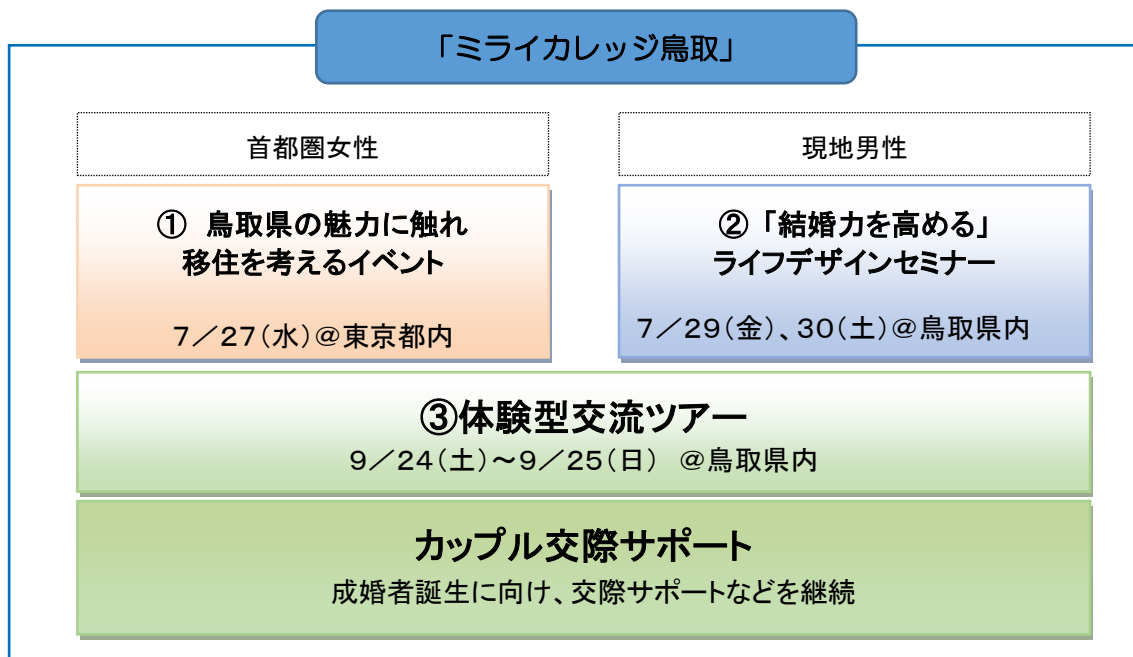 「ミライカレッジ鳥取」
首都圏女性
現地男性
① 鳥取県の魅力に触れ
移住を考えるイベント
7／27（水）＠東京都内
②「結婚力を高める」
ライフデザインセミナー
7／29（金）、30（土）＠鳥取県内
③体験型交流ツアー
9／24（土）～9／25（日） ＠鳥取県内
カップル交際サポート
成婚者誕生に向け、交際サポートなどを継続